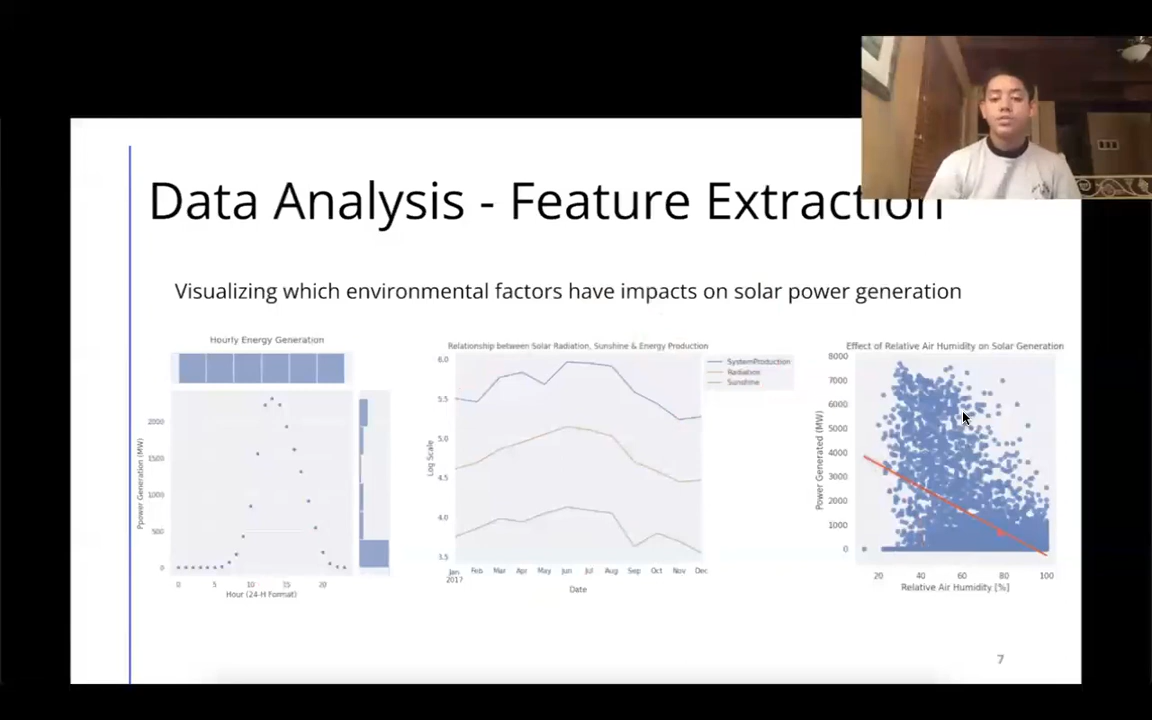 Data Analysis - Feature Extraction
Visualizing which environmental factors have impacts on solar power generation
Hourly Energy Generation
Ppower Generation (MW)
2000
1500
1000
500
0
0 5 10 15 20
Hour (24-H Format)
Relationship between Solar Radiation, Sunshine & Energy Production
SystemProduction
Radiation
Sunshine
Log Scale
6.0
5.5
5.0
4.5
4.0
3.5
Jan Feb Mar Apr May Jun Jul Aug Sep Oct Nov Dec
2017
Date
Effect of Relative Air Humidity on Solar Generation
Power Generated (MW)
8000
7000
6000
5000
4000
3000
2000
1000
0
20 40 60 80 100
Relative Air Humidity [%]
7